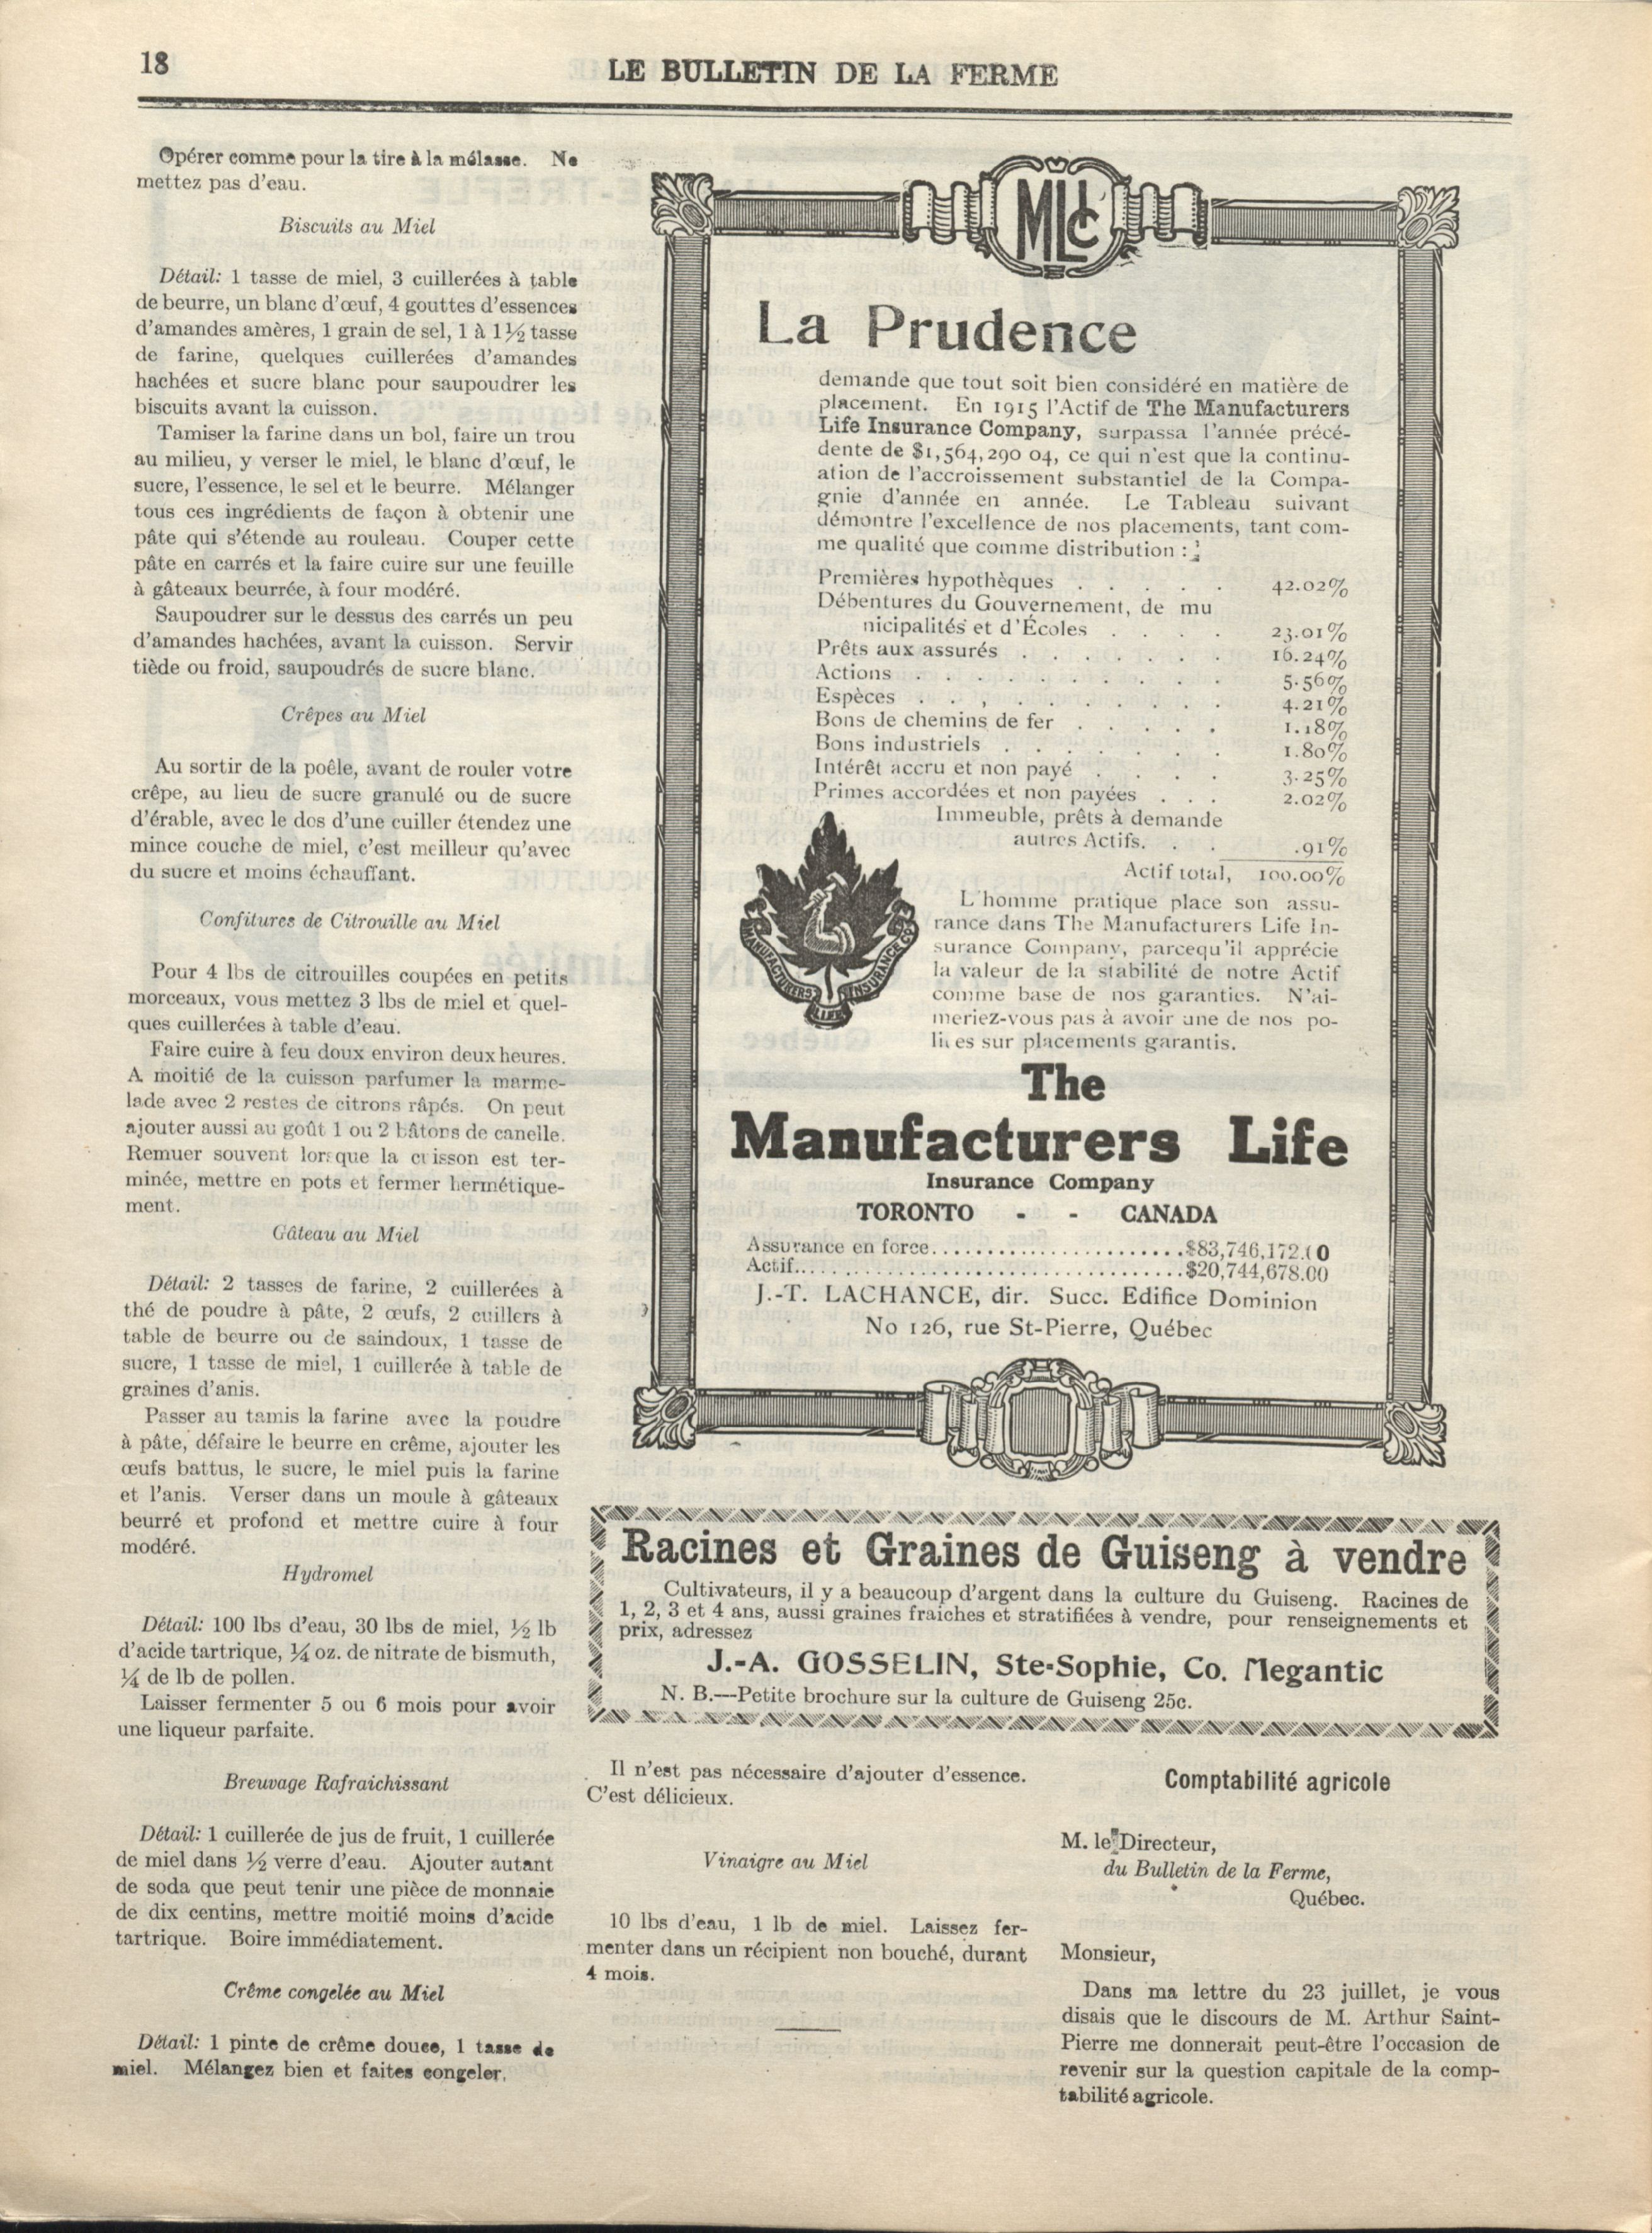 18
LE BULLETIN DE LA FERME
Opérer comme pour la tire à la mélasse. Ne
mettez pas d'eau.
Biscuits au Miel
Détail: 1 tasse de miel, 3 cuillerées à table
de beurre, un blanc d'œuf, 4 gouttes d'essences
d'amandes amères, 1 grain de sel, 1 à 1½ tasse
de farine, quelques cuillerées d'amandes
hachées et sucre blanc pour saupoudrer les
biscuits avant la cuisson.
Tamiser la farine dans un bol, faire un trou
au milieu, y verser le miel, le blanc d'œuf, le
sucre, l'essence, le sel et le beurre. Mélanger
tous ces ingrédients de façon à obtenir une
pâte qui s'étende au rouleau. Couper cette
pâte en carrés et la faire cuire sur une feuille
à gâteaux beurrée, à four modéré.
Saupoudrer sur le dessus des carrés un peu
d'amandes hachées, avant la cuisson. Servir
tiède ou froid, saupoudrés de sucre blanc.
Crêpes au Miel
Au sortir de la poêle, avant de rouler votre
crêpe, au lieu de sucre granulé ou de sucre
d'érable, avec le dos d'une cuiller étendez une
mince couche de miel, c'est meilleur qu'avec
du sucre et moins échauffant.
Confitures de Citrouille au Miel
Pour 4 lbs de citrouilles coupées en petits
morceaux, vous mettez 3 lbs de miel et quel-
ques cuillerées à table d'eau.
Faire cuire à feu doux environ deux heures.
A moitié de la cuisson parfumer la marme-
lade avec 2 restes de citrons râpés. On peut
ajouter aussi au goût 1 ou 2 bâtons de canelle.
Remuer souvent lorsque la cuisson est ter-
minée, mettre en pots et fermer hermétique-
ment.
Gâteau au Miel
Détail: 2 tasses de farine, 2 cuillerées à
thé de poudre à pâte, 2 œufs, 2 cuillers à
table de beurre ou de saindoux, 1 tasse de
sucre, 1 tasse de miel, 1 cuillerée à table de
graines d'anis.
Passer au tamis la farine avec la poudre
à pâte, défaire le beurre en crême, ajouter les
œufs battus, le sucre, le miel puis la farine
et l'anis. Verser dans un moule à gâteaux
beurré et profond et mettre cuire à four
modéré.
Hydromel
Détail: 100 lbs d'eau, 30 lbs de miel, ½ lb
d'acide tartrique, ¼ oz. de nitrate de bismuth,
¼ de lb de pollen.
Laisser fermenter 5 ou 6 mois pour avoir
une liqueur parfaite.
Breuvage Rafraichissant
Détail: 1 cuillerée de jus de fruit, 1 cuillerée
de miel dans ½ verre d'eau. Ajouter autant
de soda que peut tenir une pièce de monnaie
de dix centins, mettre moitié moins d'acide
tartrique. Boire immédiatement.
Crême congelée au Miel
Détail: 1 pinte de crême douce, 1 tasse de
miel. Mélangez bien et faites congeler.
MLIC
La Prudence
demande que tout soit bien considéré en matière de
placement. En 1915 l'Actif de The Manufacturers
Life Insurance Company, surpassa l'année précé-
dente de $1,564,290 04, ce qui n'est que la continu-
ation de l'accroissement substantiel de la Compa-
gnie d'année en année. Le Tableau suivant
démontre l'excellence de nos placements, tant com-
me qualité que comme distribution :
Premières hypothèques . . . . . 42.02%
Débentures du Gouvernement, de mu
nicipalités et d'Écoles . . . . 23.01%
Prêts aux assurés . . . . . . . 16.24%
Actions . . . . . . . . . . 5.56%
Espèces . . . . . . . . . . 4.21%
Bons de chemins de fer . . . . . 1.18%
Bons industriels . . . . . . . 1.80%
Intérêt accru et non payé . . . . 3.25%
Primes accordées et non payées . . . 2.02%
Immeuble, prêts à demande
autres Actifs. . . .91%
Actif total, 100.00%
MANUFACTURERS LIFE INSURANCE CO.
L'homme pratique place son assu-
rance dans The Manufacturers Life In-
surance Company, parcequ'il apprécie
la valeur de la stabilité de notre Actif
comme base de nos garanties. N'ai-
meriez-vous pas à avoir une de nos po-
lices sur placements garantis.
The
Manufacturers Life
Insurance Company
TORONTO - - CANADA
Assurance en force........................$83,746,172.00
Actif.......................................$20,744,678.00
J.-T. LACHANCE, dir. Succ. Edifice Dominion
No 126, rue St-Pierre, Québec
Racines et Graines de Guiseng à vendre
Cultivateurs, il y a beaucoup d'argent dans la culture du Guiseng. Racines de
1, 2, 3 et 4 ans, aussi graines fraiches et stratifiées à vendre, pour renseignements et
prix, adressez
J.-A. GOSSELIN, Ste-Sophie, Co. Megantic
N. B.—Petite brochure sur la culture de Guiseng 25c.
Il n'est pas nécessaire d'ajouter d'essence.
C'est délicieux.
Vinaigre au Miel
10 lbs d'eau, 1 lb de miel. Laissez fer-
menter dans un récipient non bouché, durant
4 mois.
Comptabilité agricole
M. le Directeur,
du Bulletin de la Ferme,
Québec.
Monsieur,
Dans ma lettre du 23 juillet, je vous
disais que le discours de M. Arthur Saint-
Pierre me donnerait peut-être l'occasion de
revenir sur la question capitale de la comp-
tabilité agricole.